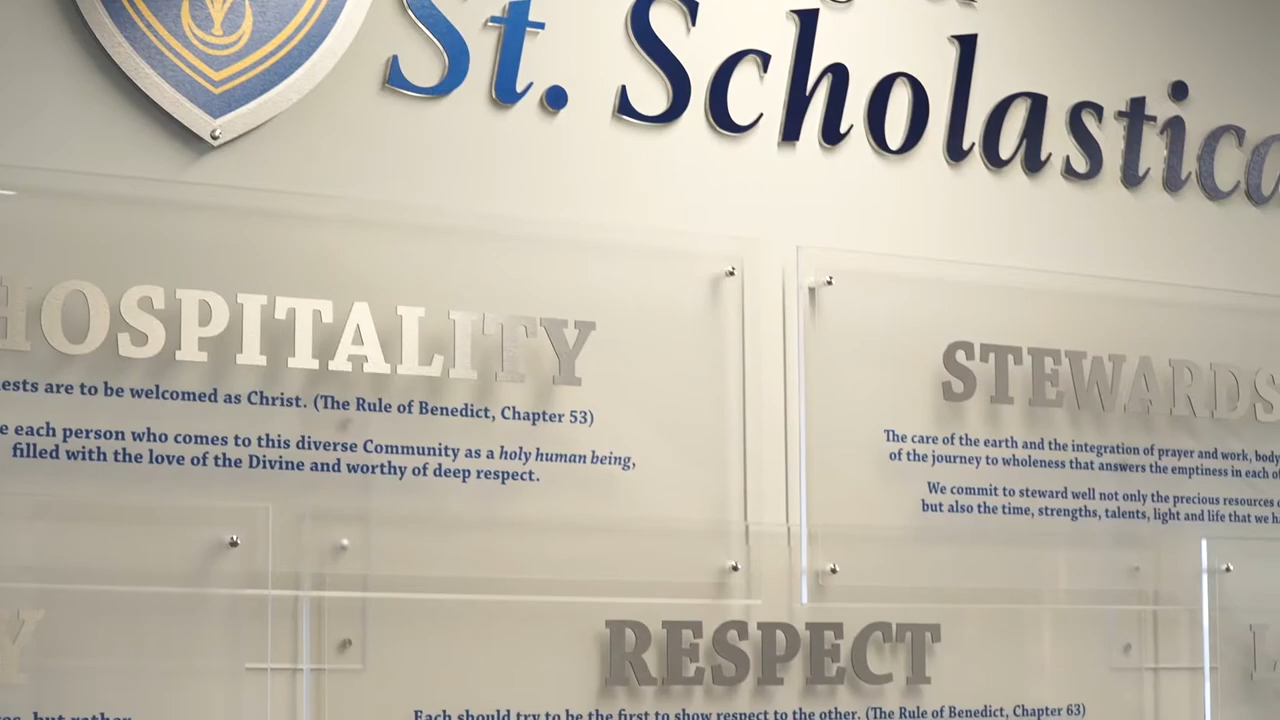 St. Scholastica
HOSPITALITY
are to be welcomed as Christ. (The Rule of Benedict, Chapter 53)
each person who comes to this diverse Community as a holy human being,
filled with the love of the Divine and worthy of deep respect.
STEWARDS
The care of the earth and the integration of prayer and work, body
of the journey to wholeness that answers the emptiness in each of
We commit to steward well not only the precious resources
but also the time, strengths, talents, light and life that we
RESPECT
Each should try to be the first to show respect to the other. (The Rule of Benedict, Chapter 63)
but rather